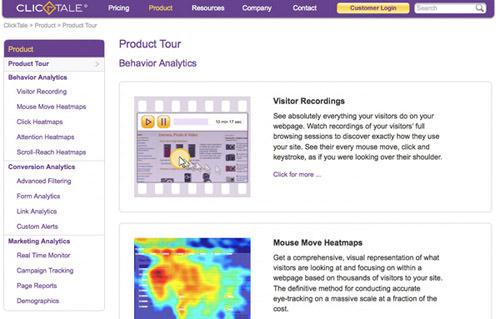 CLICKTALE®
Pricing
Product
Resources
Company
Contact
Customer Login
Search
ClickTale > Product > Product Tour
Product
Product Tour
Behavior Analytics
Visitor Recording
Mouse Move Heatmaps
Click Heatmaps
Attention Heatmaps
Scroll-Reach Heatmaps
Conversion Analytics
Advanced Filtering
Form Analytics
Link Analytics
Custom Alerts
Marketing Analytics
Real Time Monitor
Campaign Tracking
Page Reports
Demographics
Product Tour
Behavior Analytics
10 min 17 sec
Visitor Recordings
See absolutely everything your visitors do on your
webpage. Watch recordings of your visitors' full
browsing sessions to discover exactly how they use
your site. See their every mouse move, click and
keystroke, as if you were looking over their shoulder.
Click for more ...
Mouse Move Heatmaps
Get a comprehensive, visual representation of what
visitors are looking at and focusing on within a
webpage based on thousands of visitors to your site.
The definitive method for conducting accurate
eye-tracking on a massive scale at a fraction of the
cost.